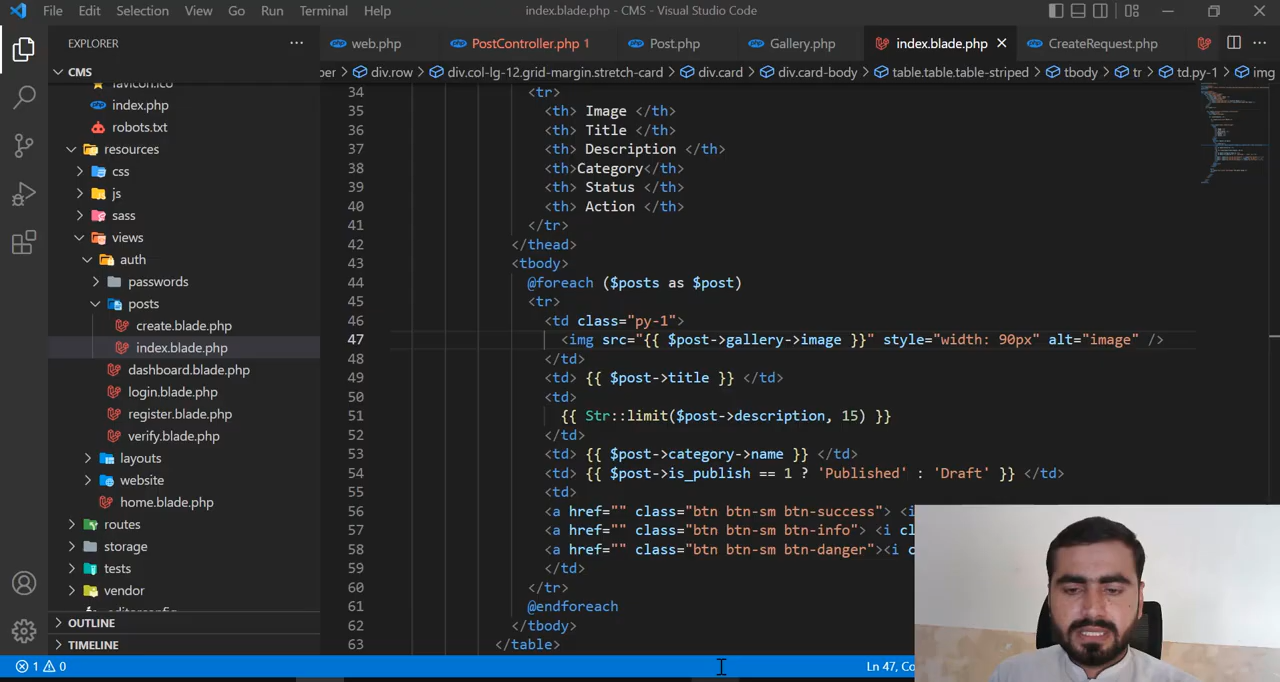 File Edit Selection View Go Run Terminal Help index.blade.php - CMS - Visual Studio Code
EXPLORER
web.php PostController.php 1 Post.php Gallery.php index.blade.php CreateRequest.php
CMS
per > div.row > div.col-lg-12.grid-margin.stretch-card > div.card > div.card-body > table.table.table-striped > tbody > tr > td.py-1 > img
favicon.ico
index.php
robots.txt
resources
css
js
sass
views
auth
passwords
posts
create.blade.php
index.blade.php
dashboard.blade.php
login.blade.php
register.blade.php
verify.blade.php
layouts
website
home.blade.php
routes
storage
tests
vendor
.editorconfig
OUTLINE
TIMELINE
34 <tr>
35 <th> Image </th>
36 <th> Title </th>
37 <th> Description </th>
38 <th>Category</th>
39 <th> Status </th>
40 <th> Action </th>
41 </tr>
42 </thead>
43 <tbody>
44 @foreach ($posts as $post)
45 <tr>
46 <td class="py-1">
47 <img src="{{ $post->gallery->image }}" style="width: 90px" alt="image" />
48 </td>
49 <td> {{ $post->title }} </td>
50 <td>
51 {{ Str::limit($post->description, 15) }}
52 </td>
53 <td> {{ $post->category->name }} </td>
54 <td> {{ $post->is_publish == 1 ? 'Published' : 'Draft' }} </td>
55 <td>
56 <a href="" class="btn btn-sm btn-success"> <i
57 <a href="" class="btn btn-sm btn-info"> <i cl
58 <a href="" class="btn btn-sm btn-danger"><i c
59 </td>
60 </tr>
61 @endforeach
62 </tbody>
63 </table>
1 0 Ln 47, Co